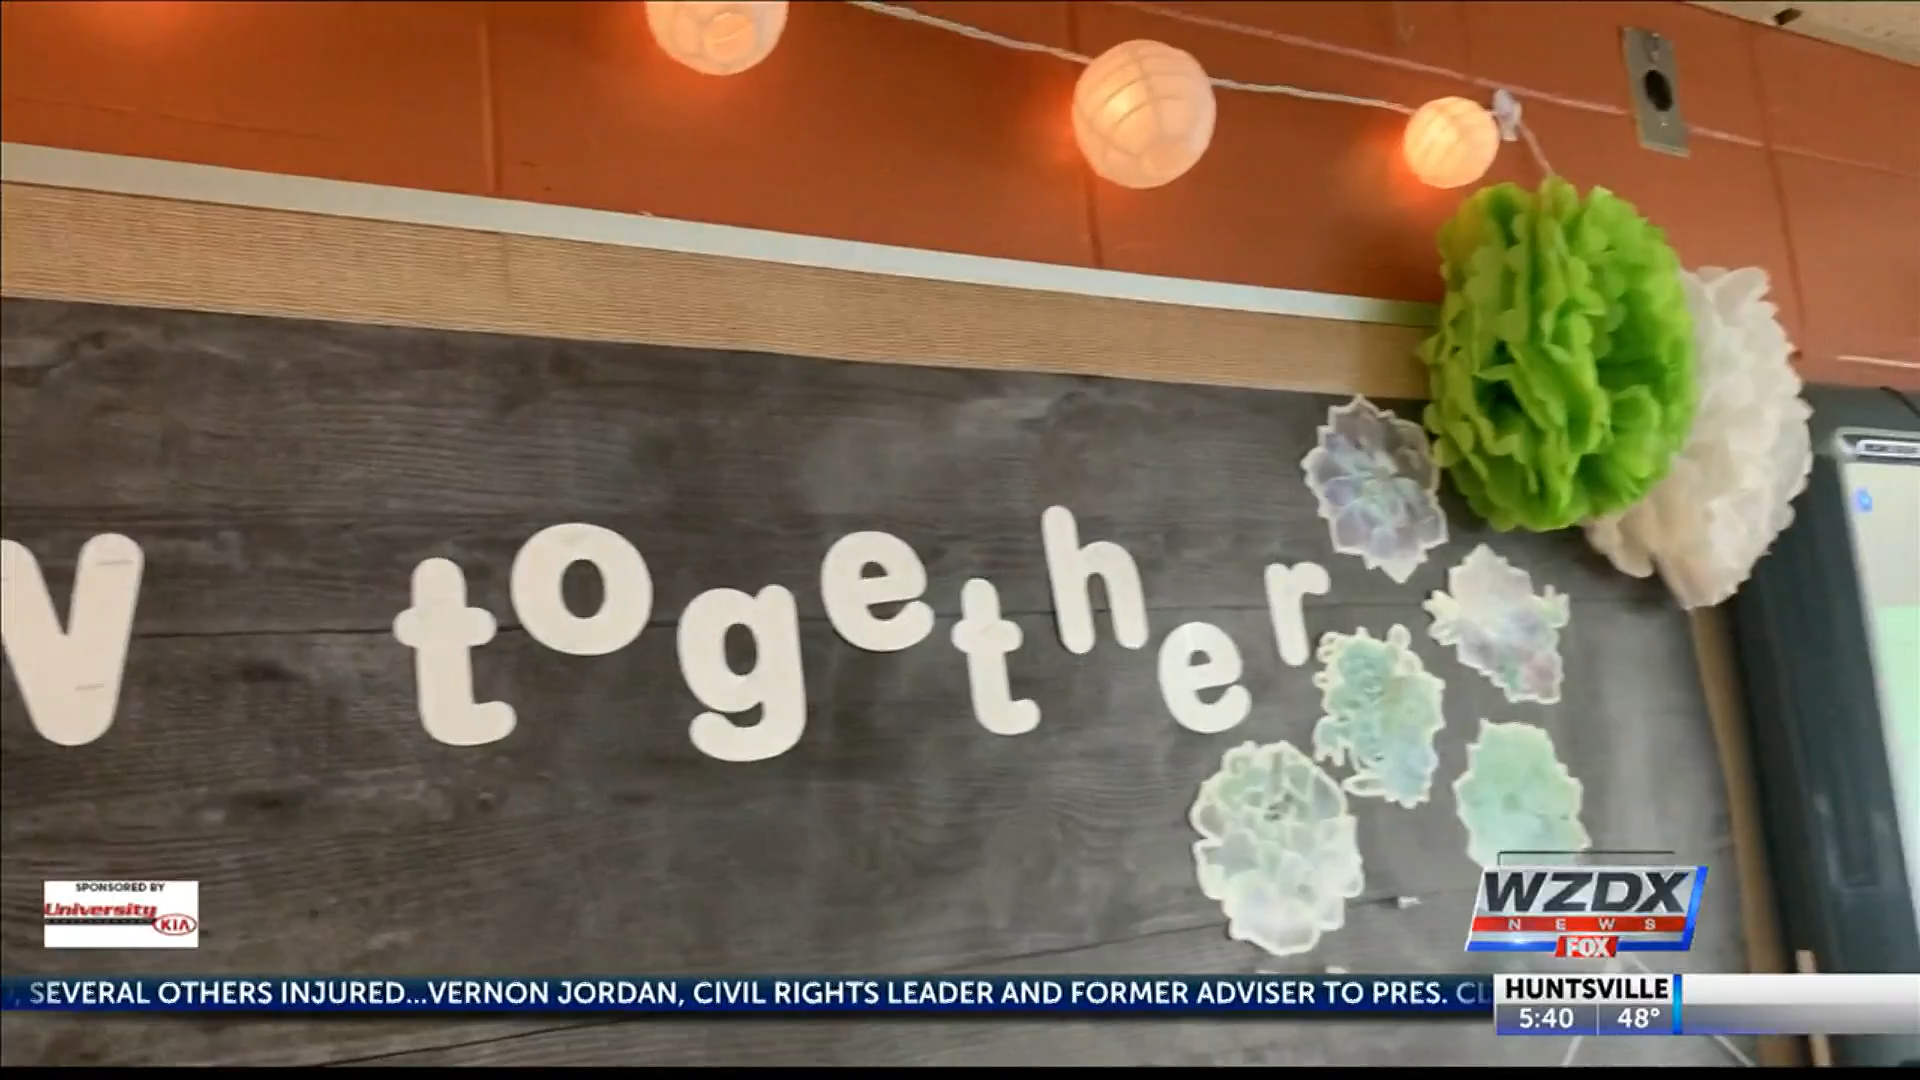 W together
SPONSORED BY
University
KIA
WZDX
NEWS
FOX
SEVERAL OTHERS INJURED...VERNON JORDAN, CIVIL RIGHTS LEADER AND FORMER ADVISER TO PRES.
HUNTSVILLE
5:40 48°